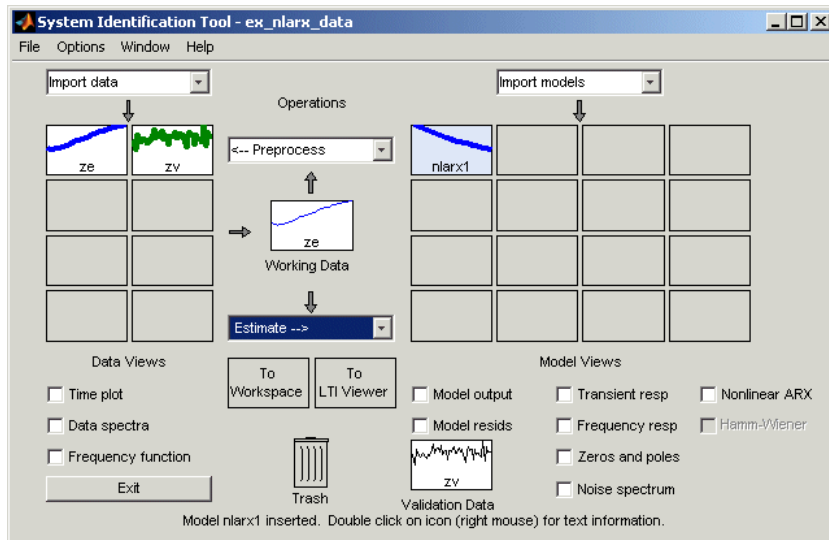 System Identification Tool - ex_nlarx_data
File Options Window Help
Import data
Import models
Operations
ze
zv
<-- Preprocess
nlarx1
ze
Working Data
Estimate -->
Data Views
To
Workspace
To
LTI Viewer
Model Views
Time plot
Data spectra
Frequency function
Exit
Trash
Model output
Model resids
zv
Validation Data
Transient resp
Frequency resp
Zeros and poles
Noise spectrum
Nonlinear ARX
Hamm-Wiener
Model nlarx1 inserted. Double click on icon (right mouse) for text information.